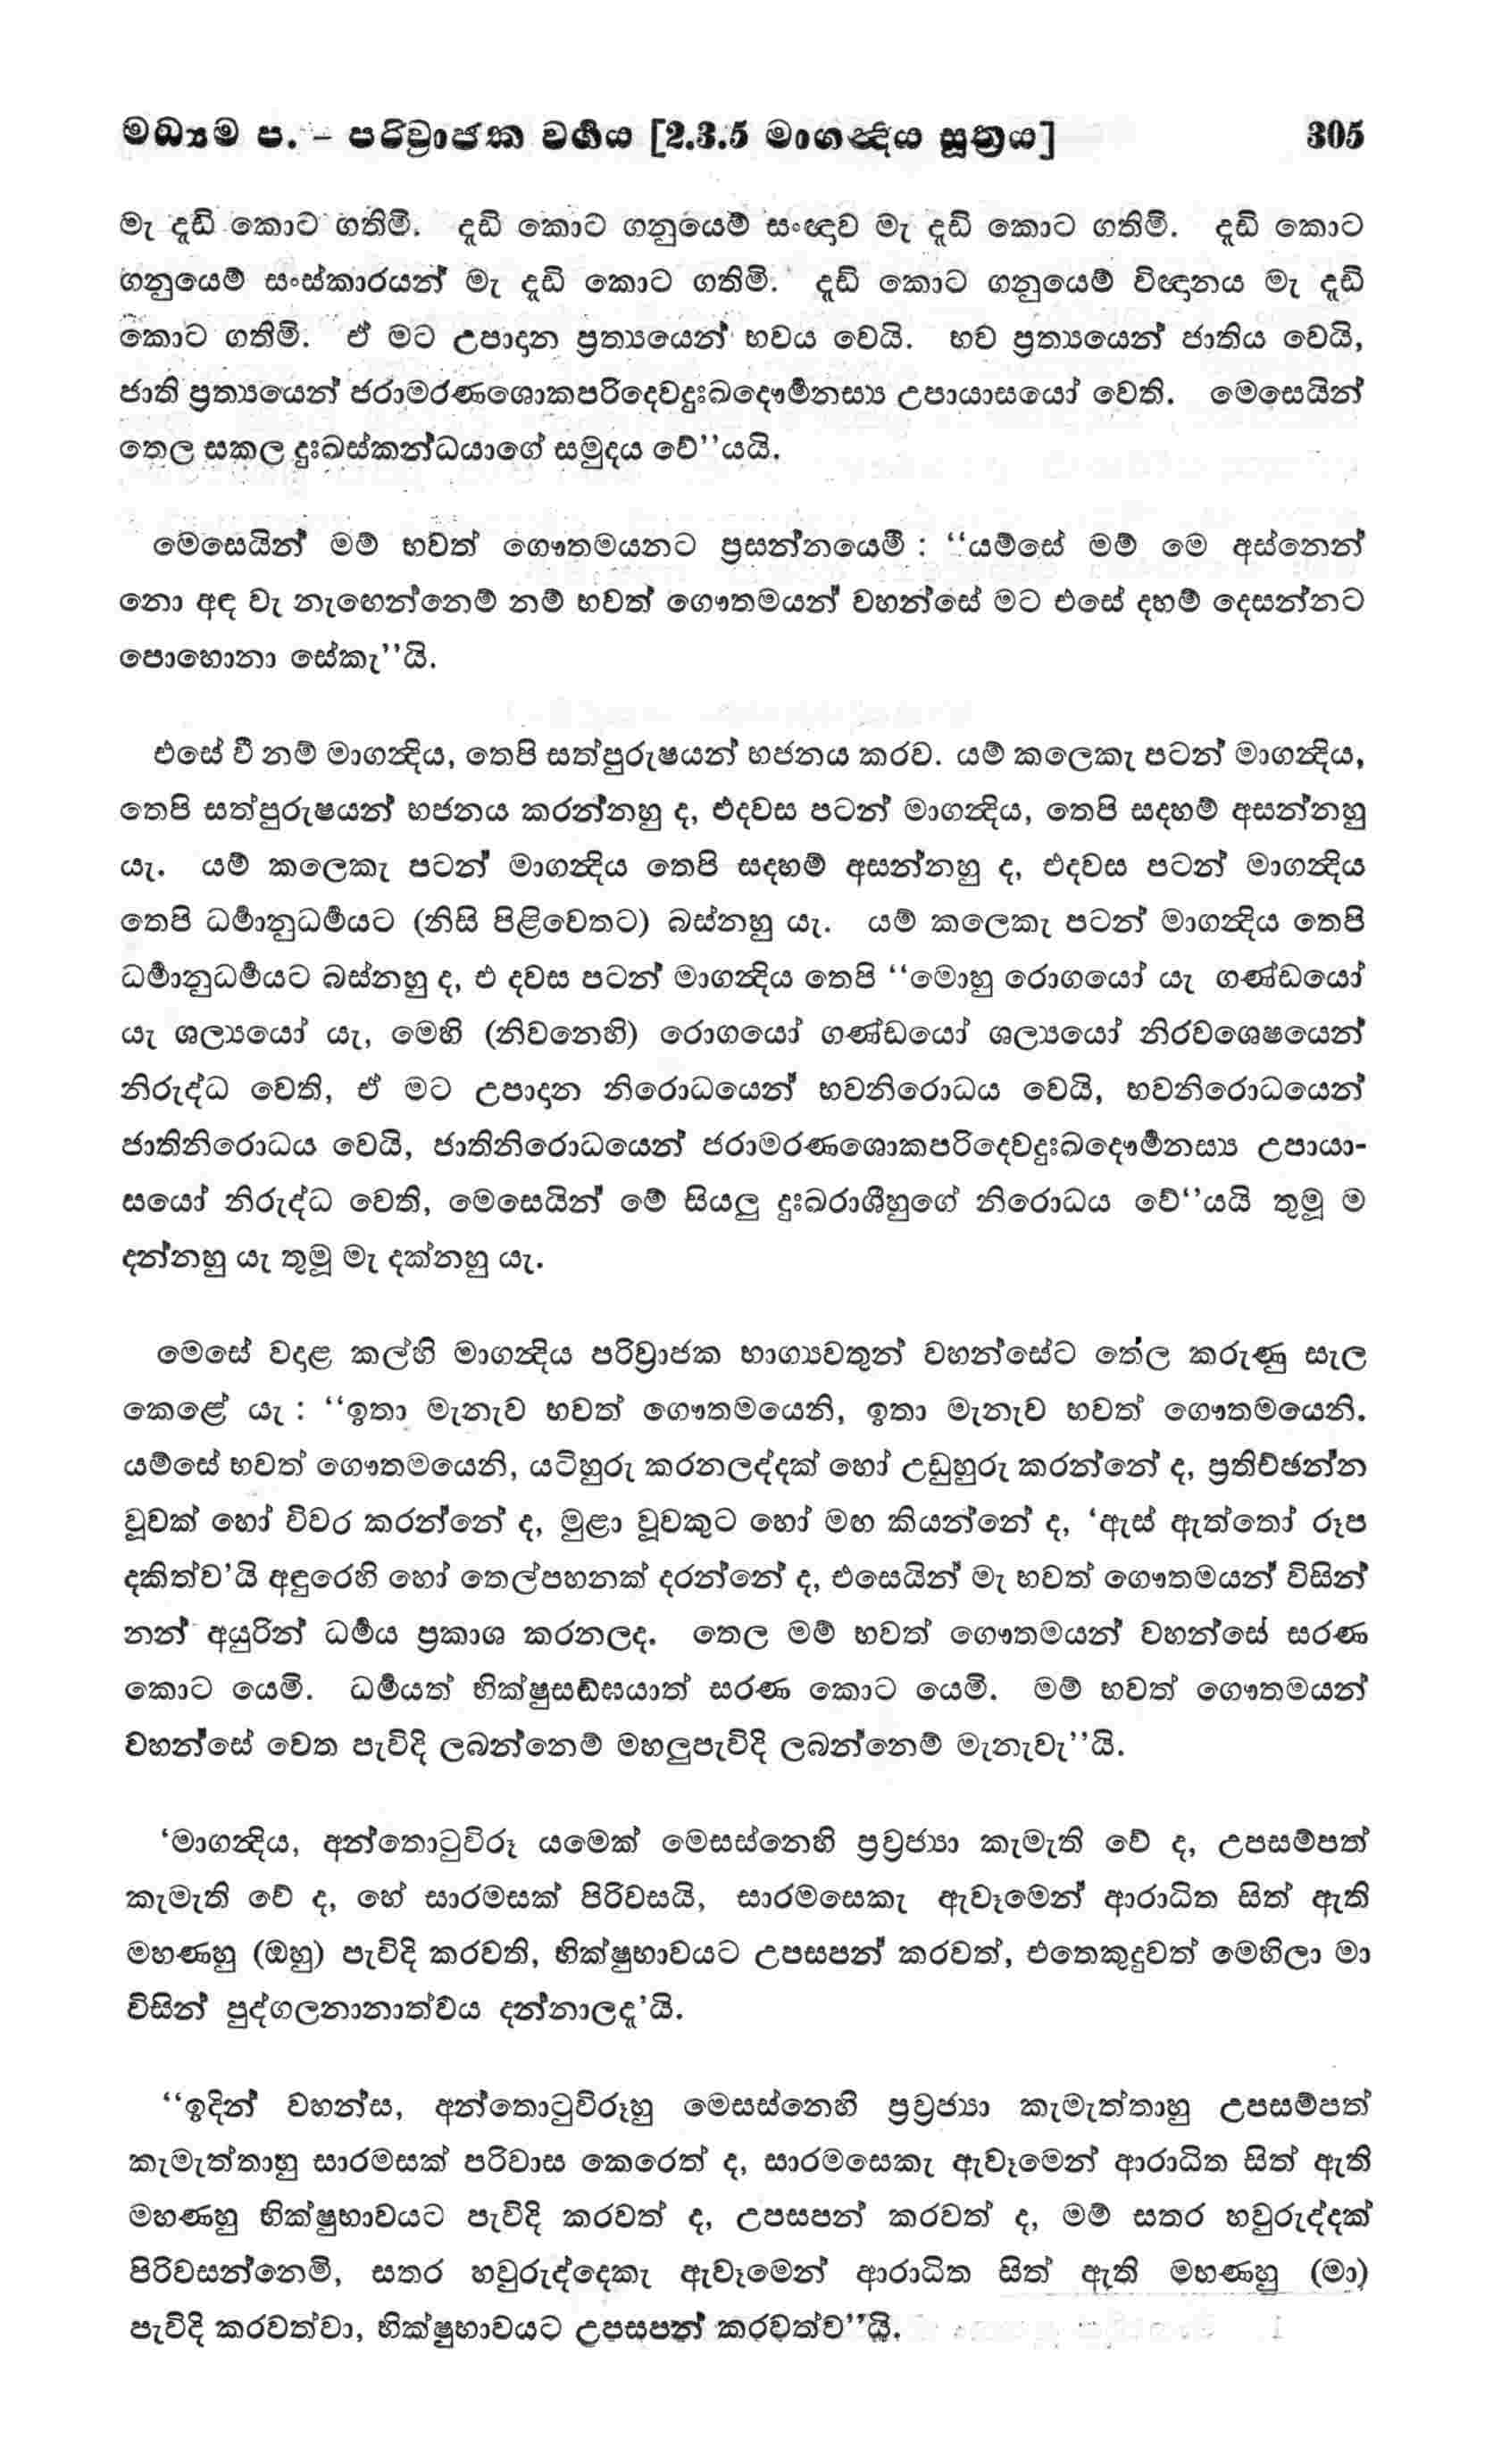 මධ්‍යම ප. – පරිව්‍රාජක වර්‍ගය [2.3.5 මාගන්‍දිය සූත්‍රය] 305
මැ දැඩි කොට ගතිමි. දැඩි කොට ගනුයෙම් සංඥාව මැ දැඩි කොට ගතිමි. දැඩි කොට
ගනුයෙම් සංස්කාරයන් මැ දැඩි කොට ගතිමි. දැඩි කොට ගනුයෙම් විඥානය මැ දැඩි
කොට ගතිමි. ඒ මට උපාදාන ප්‍රත්‍යයෙන් භවය වෙයි. භව ප්‍රත්‍යයෙන් ජාතිය වෙයි,
ජාති ප්‍රත්‍යයෙන් ජරාමරණශොකපරිදෙවදුඃඛදෞර්‍මනස්‍ය උපායාසයෝ වෙති. මෙසෙයින්
තෙල සකල දුඃඛස්කන්ධයාගේ සමුදය වේ’’යයි.
මෙසෙයින් මම් භවත් ගෞතමයනට ප්‍රසන්නයෙමි : ‘‘යම්සේ මම් මෙ අස්නෙන්
නො අඳ වැ නැඟෙන්නෙම් නම් භවත් ගෞතමයන් වහන්සේ මට එසේ දහම් දෙසන්නට
පොහොනා සේකැ’’යි.
එසේ වී නම් මාගන්‍දිය, තෙපි සත්පුරුෂයන් භජනය කරව. යම් කලෙකැ පටන් මාගන්‍දිය,
තෙපි සත්පුරුෂයන් භජනය කරන්නහු ද, එදවස පටන් මාගන්‍දිය, තෙපි සදහම් අසන්නහු
යැ. යම් කලෙකැ පටන් මාගන්‍දිය තෙපි සදහම් අසන්නහු ද, එදවස පටන් මාගන්‍දිය
තෙපි ධර්‍මානුධර්‍මයට (නිසි පිළිවෙතට) බස්නහු යැ. යම් කලෙකැ පටන් මාගන්‍දිය තෙපි
ධර්‍මානුධර්‍මයට බස්නහු ද, එ දවස පටන් මාගන්‍දිය තෙපි ‘‘මොහු රොගයෝ යැ ගණ්ඩයෝ
යැ ශල්‍යයෝ යැ, මෙහි (නිවනෙහි) රොගයෝ ගණ්ඩයෝ ශල්‍යයෝ නිරවශෙෂයෙන්
නිරුද්ධ වෙති, ඒ මට උපාදාන නිරොධයෙන් භවනිරොධය වෙයි, භවනිරොධයෙන්
ජාතිනිරොධය වෙයි, ජාතිනිරොධයෙන් ජරාමරණශොකපරිදෙවදුඃඛදෞර්‍මනස්‍ය උපායා-
සයෝ නිරුද්ධ වෙති, මෙසෙයින් මේ සියලු දුඃඛරාශීහුගේ නිරොධය වේ‘’යයි තුමූ ම
දන්නහු යැ තුමූ මැ දක්නහු යැ.
මෙසේ වදාළ කල්හි මාගන්‍දිය පරිව්‍රාජක භාග්‍යවතුන් වහන්සේට තෙල කරුණු සැල
කෙළේ යැ : ‘‘ඉතා මැනැව භවත් ගෞතමයෙනි, ඉතා මැනැව භවත් ගෞතමයෙනි.
යම්සේ භවත් ගෞතමයෙනි, යටිහුරු කරනලද්දක් හෝ උඩුහුරු කරන්නේ ද, ප්‍රතිච්ඡන්න
වූවක් හෝ විවර කරන්නේ ද, මුළා වූවකුට හෝ මඟ කියන්නේ ද, ‘ඇස් ඇත්තෝ රූප
දකිත්ව’යි අඳුරෙහි හෝ තෙල්පහනක් දරන්නේ ද, එසෙයින් මැ භවත් ගෞතමයන් විසින්
නන් අයුරින් ධර්‍මය ප්‍රකාශ කරනලද. තෙල මම් භවත් ගෞතමයන් වහන්සේ සරණ
කොට යෙමි. ධර්‍මයත් භික්ෂුසඞ්ඝයාත් සරණ කොට යෙමි. මම් භවත් ගෞතමයන්
වහන්සේ වෙත පැවිදි ලබන්නෙම් මහලුපැවිදි ලබන්නෙම් මැනැවැ’’යි.
‘මාගන්‍දිය, අන්තොටුවිරූ යමෙක් මෙසස්නෙහි ප්‍රව්‍රජ්‍යා කැමැති වේ ද, උපසම්පත්
කැමැති වේ ද, හේ සාරමසක් පිරිවසයි, සාරමසෙකැ ඇවෑමෙන් ආරාධිත සිත් ඇති
මහණහු (ඔහු) පැවිදි කරවති, භික්ෂුභාවයට උපසපන් කරවත්, එතෙකුදුවත් මෙහිලා මා
විසින් පුද්ගලනානාත්වය දන්නාලදැ’යි.
‘‘ඉදින් වහන්ස, අන්තොටුවිරූහු මෙසස්නෙහි ප්‍රව්‍රජ්‍යා කැමැත්තාහු උපසම්පත්
කැමැත්තාහු සාරමසක් පරිවාස කෙරෙත් ද, සාරමසෙකැ ඇවෑමෙන් ආරාධිත සිත් ඇති
මහණහු භික්ෂුභාවයට පැවිදි කරවත් ද, උපසපන් කරවත් ද, මම් සතර හවුරුද්දක්
පිරිවසන්නෙමි, සතර හවුරුද්දෙකැ ඇවෑමෙන් ආරාධිත සිත් ඇති මහණහු (මා)
පැවිදි කරවත්වා, භික්ෂුභාවයට උපසපන් කරවත්ව’’යි.